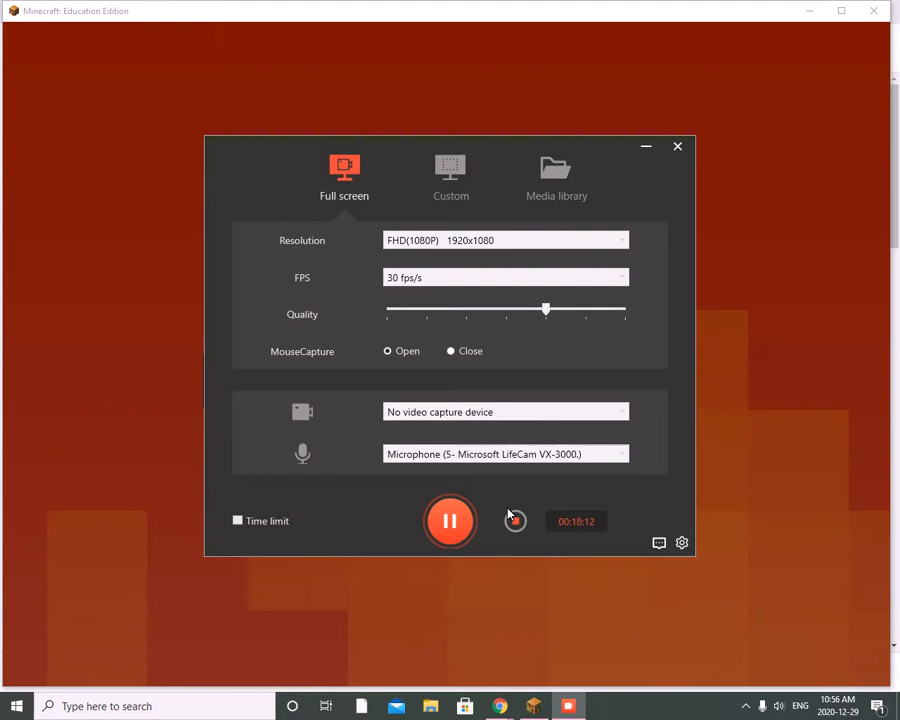 Minecraft: Education Edition
Full screen
Custom
Media library
Resolution
FHD(1080P) 1920x1080
FPS
30 fps/s
Quality
MouseCapture
Open
Close
No video capture device
Microphone (5- Microsoft LifeCam VX-3000.)
Time limit
00:18:12
Type here to search
ENG
10:56 AM
2020-12-29
1